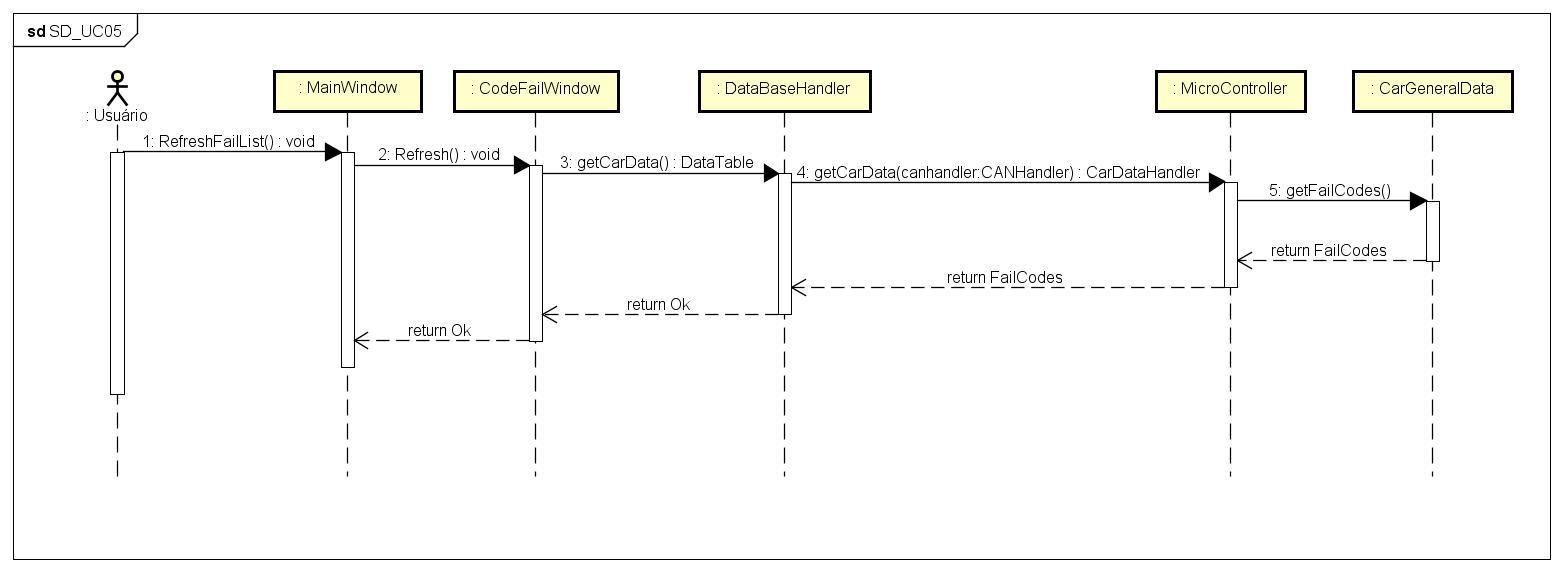 sd SD_UC05
: Usuário
: MainWindow
: CodeFailWindow
: DataBaseHandler
: MicroController
: CarGeneralData
1: RefreshFailList() : void
2: Refresh() : void
3: getCarData() : DataTable
4: getCarData(canhandler:CANHandler) : CarDataHandler
5: getFailCodes()
return FailCodes
return FailCodes
return Ok
return Ok